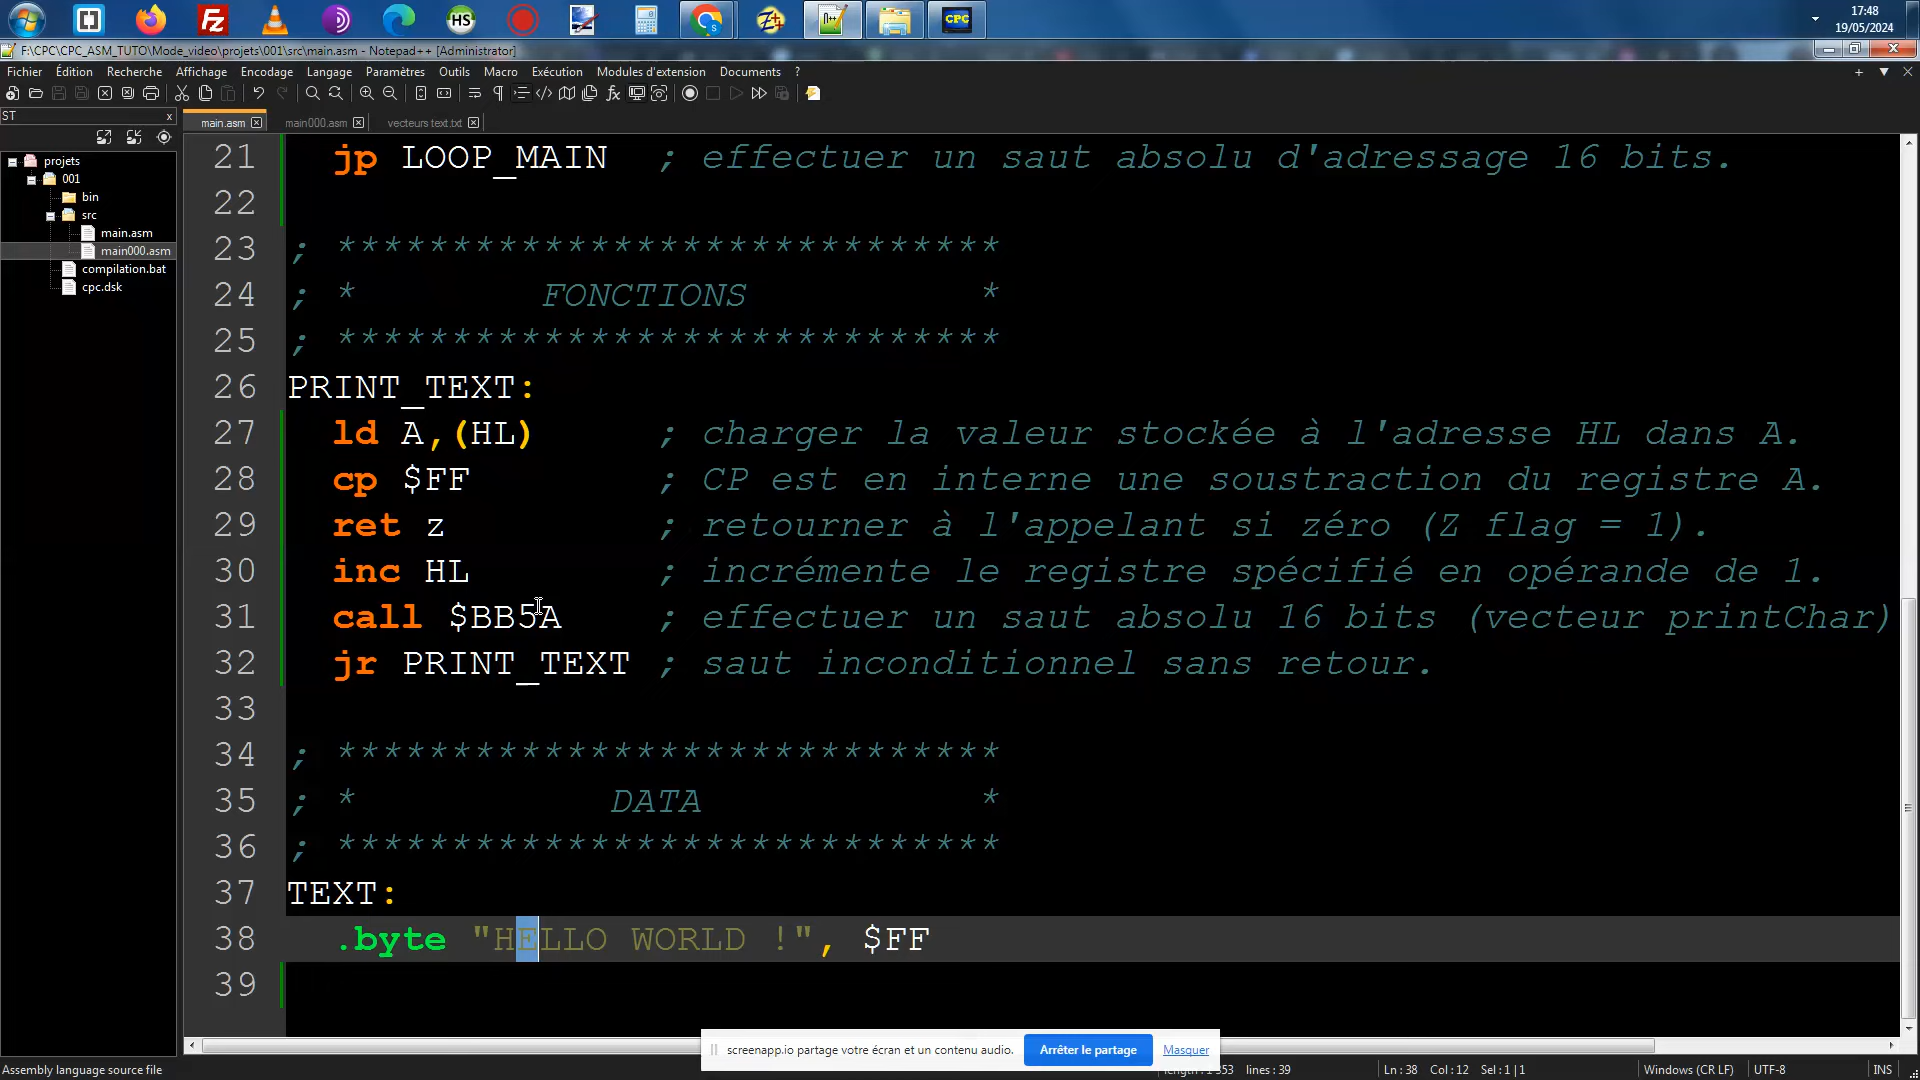 HS
CPC
17:48
19/05/2024
F:\CPC\CPC_ASM_TUTO\Mode_video\projets\001\src\main.asm - Notepad++ [Administrator]
Fichier Édition Recherche Affichage Encodage Langage Paramètres Outils Macro Exécution Modules d'extension Documents ?
ST
main.asm main000.asm vecteurs text.txt
projets
001
bin
src
main.asm
main000.asm
compilation.bat
cpc.dsk
21 jp LOOP_MAIN ; effectuer un saut absolu d'adressage 16 bits.
22
23 ; *****************************
24 ; * FONCTIONS *
25 ; *****************************
26 PRINT_TEXT:
27 ld A,(HL) ; charger la valeur stockée à l'adresse HL dans A.
28 cp $FF ; CP est en interne une soustraction du registre A.
29 ret z ; retourner à l'appelant si zéro (Z flag = 1).
30 inc HL ; incrémente le registre spécifié en opérande de 1.
31 call $BB5A ; effectuer un saut absolu 16 bits (vecteur printChar)
32 jr PRINT_TEXT ; saut inconditionnel sans retour.
33
34 ; *****************************
35 ; * DATA *
36 ; *****************************
37 TEXT:
38 .byte "HELLO WORLD !", $FF
39
screenapp.io partage votre écran et un contenu audio. Arrêter le partage Masquer
Assembly language source file lines: 39 Ln: 38 Col: 12 Sel: 1 | 1 Windows (CR LF) UTF-8 INS